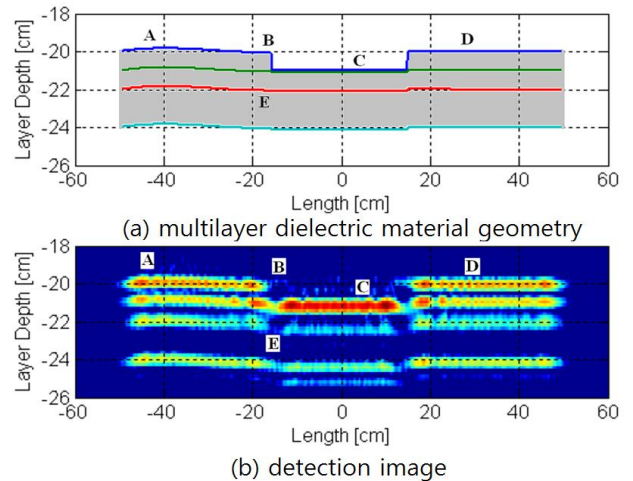 -18
-20
-22
-24
-26
Layer Depth [cm]
A
B
C
D
E
-60
-40
-20
0
20
40
60
Length [cm]
(a) multilayer dielectric material geometry
-18
-20
-22
-24
-26
Layer Depth [cm]
A
B
C
D
E
-60
-40
-20
0
20
40
60
Length [cm]
(b) detection image